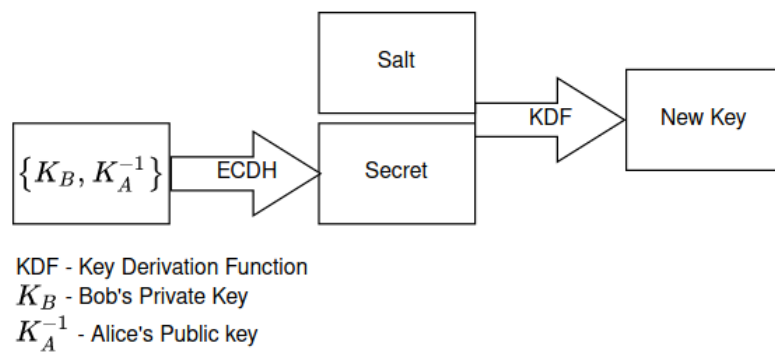 Salt
{K_B, K_A^{-1}}
ECDH
Secret
KDF
New Key
KDF - Key Derivation Function
K_B - Bob's Private Key
K_A^{-1} - Alice's Public key